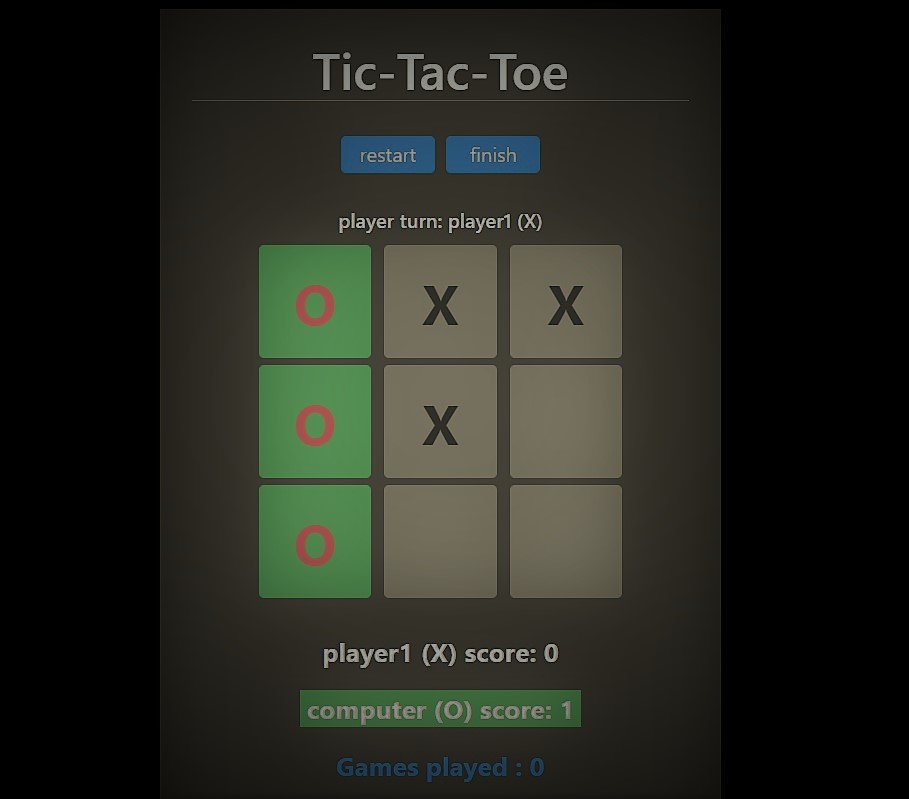 Tic-Tac-Toe
restart finish
player turn: player1 (X)
O X X
O X
O
player1 (X) score: 0
computer (O) score: 1
Games played : 0